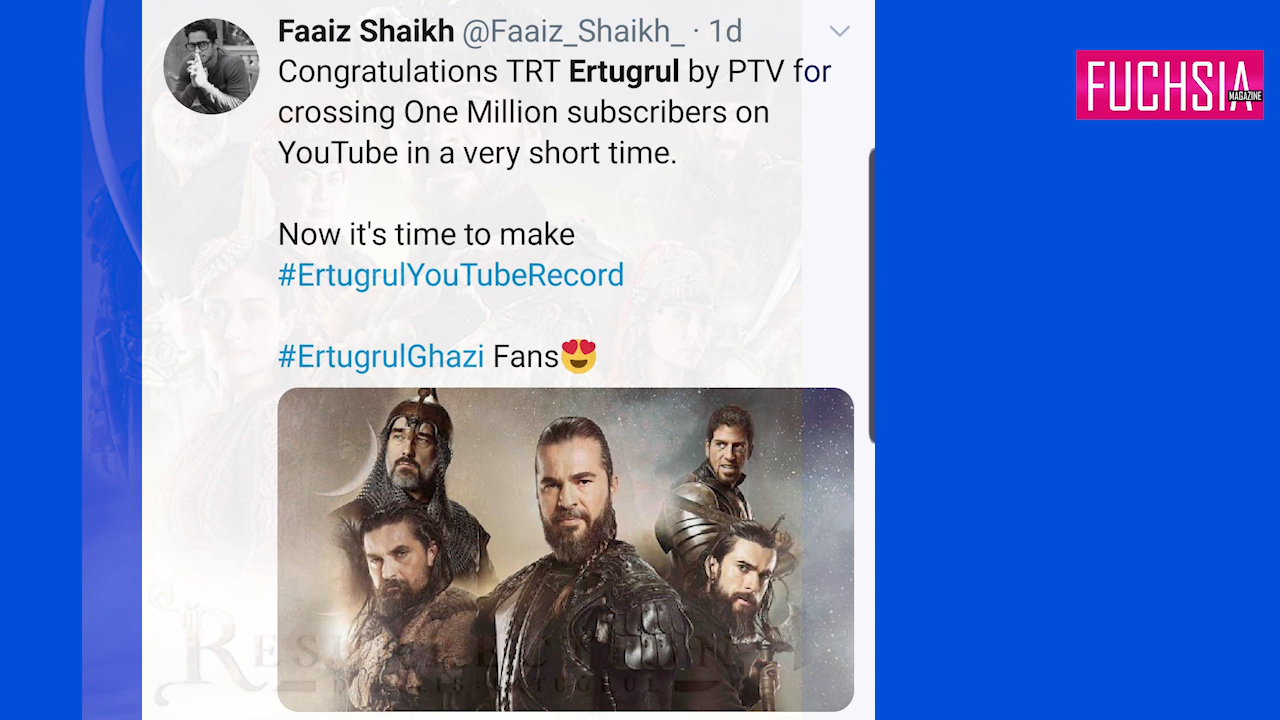 Faaiz Shaikh @Faaiz_Shaikh_ · 1d
Congratulations TRT Ertugrul by PTV for
crossing One Million subscribers on
YouTube in a very short time.
Now it's time to make
#ErtugrulYouTubeRecord
#ErtugrulGhazi Fans😍
FUCHSIA
MAGAZINE